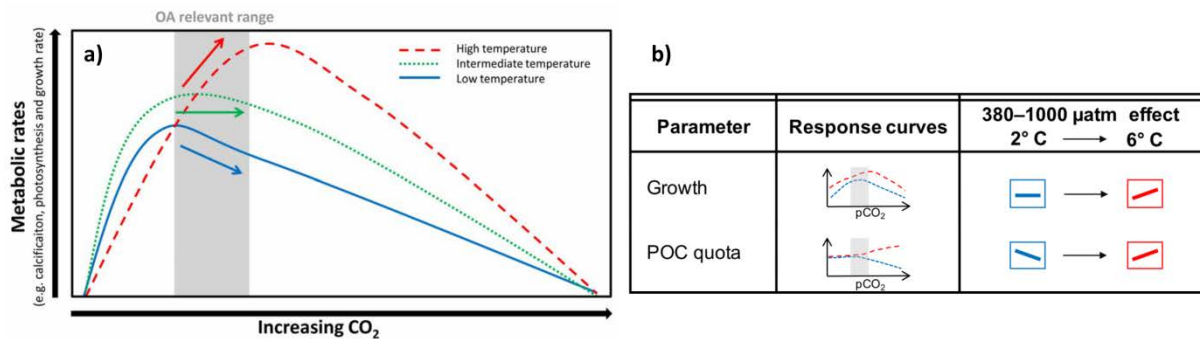 OA relevant range
a)
High temperature
Intermediate temperature
Low temperature
Metabolic rates
(e.g. calcificaiton, photosynthesis and growth rate)
Increasing CO₂
b)
Parameter
Response curves
380–1000 µatm effect
2° C → 6° C
Growth
pCO₂
→
POC quota
pCO₂
→